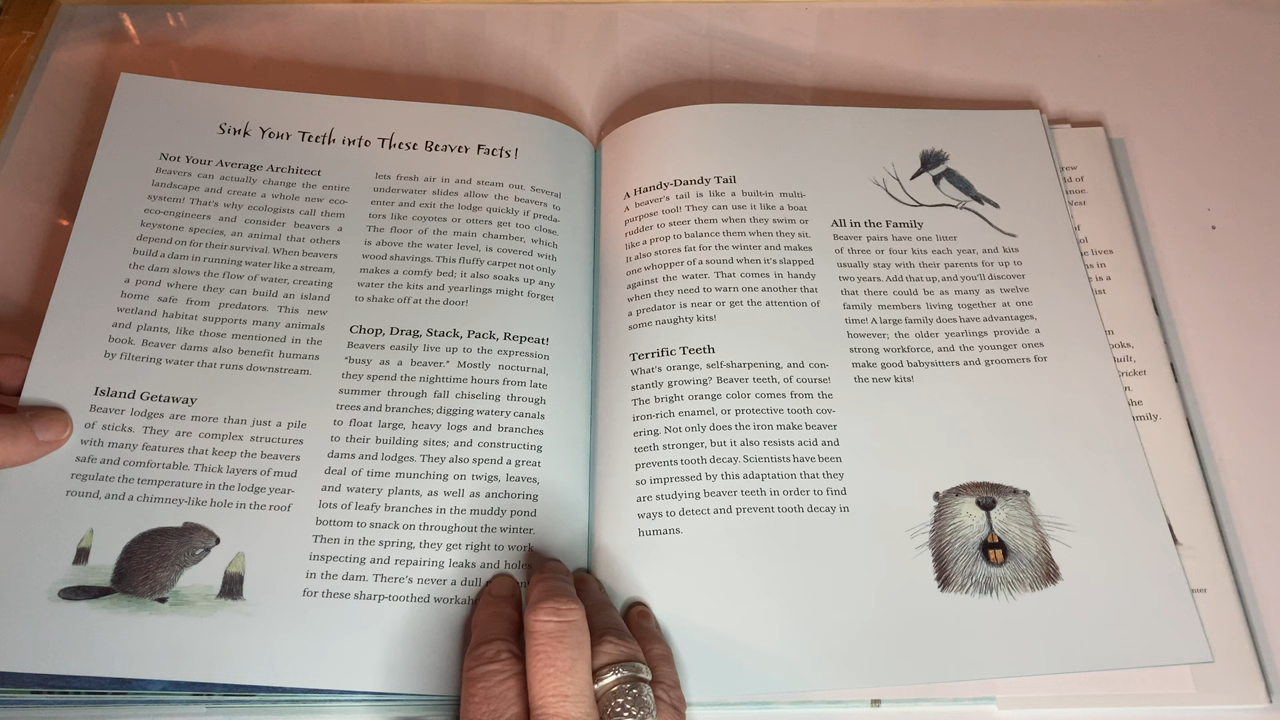 Sink Your Teeth into These Beaver Facts!
Not Your Average Architect
Beavers can actually change the entire
landscape and create a whole new eco-
system! That's why ecologists call them
eco-engineers and consider beavers a
keystone species, an animal that others
depend on for their survival. When beavers
build a dam in running water like a stream,
the dam slows the flow of water, creating
a pond where they can build an island
home safe from predators. This new
wetland habitat supports many animals
and plants, like those mentioned in the
book. Beaver dams also benefit humans
by filtering water that runs downstream.
Island Getaway
Beaver lodges are more than just a pile
of sticks. They are complex structures
with many features that keep the beavers
safe and comfortable. Thick layers of mud
regulate the temperature in the lodge year-
round, and a chimney-like hole in the roof
lets fresh air in and steam out. Several
underwater slides allow the beavers to
enter and exit the lodge quickly if preda-
tors like coyotes or otters get too close.
The floor of the main chamber, which
is above the water level, is covered with
wood shavings. This fluffy carpet not only
makes a comfy bed; it also soaks up any
water the kits and yearlings might forget
to shake off at the door!
Chop, Drag, Stack, Pack, Repeat!
Beavers easily live up to the expression
"busy as a beaver." Mostly nocturnal,
they spend the nighttime hours from late
summer through fall chiseling through
trees and branches; digging watery canals
to float large, heavy logs and branches
to their building sites; and constructing
dams and lodges. They also spend a great
deal of time munching on twigs, leaves,
and watery plants, as well as anchoring
lots of leafy branches in the muddy pond
bottom to snack on throughout the winter.
Then in the spring, they get right to work
inspecting and repairing leaks and holes
in the dam. There's never a dull
for these sharp-toothed
A Handy-Dandy Tail
A beaver's tail is like a built-in multi-
purpose tool! They can use it like a boat
rudder to steer them when they swim or
like a prop to balance them when they sit.
It also stores fat for the winter and makes
one whopper of a sound when it's slapped
against the water. That comes in handy
when they need to warn one another that
a predator is near or get the attention of
some naughty kits!
Terrific Teeth
What's orange, self-sharpening, and con-
stantly growing? Beaver teeth, of course!
The bright orange color comes from the
iron-rich enamel, or protective tooth cov-
ering. Not only does the iron make beaver
teeth stronger, but it also resists acid and
prevents tooth decay. Scientists have been
so impressed by this adaptation that they
are studying beaver teeth in order to find
ways to detect and prevent tooth decay in
humans.
All in the Family
Beaver pairs have one litter
of three or four kits each year, and kits
usually stay with their parents for up to
two years. Add that up, and you'll discover
that there could be as many as twelve
family members living together at one
time! A large family does have advantages,
however; the older yearlings provide a
strong workforce, and the younger ones
make good babysitters and groomers for
the new kits!